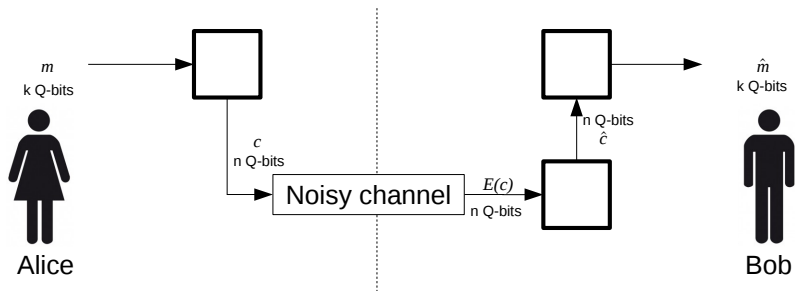 m
k Q-bits
Alice
c
n Q-bits
Noisy channel
E(c)
n Q-bits
n Q-bits
ĉ
m̂
k Q-bits
Bob